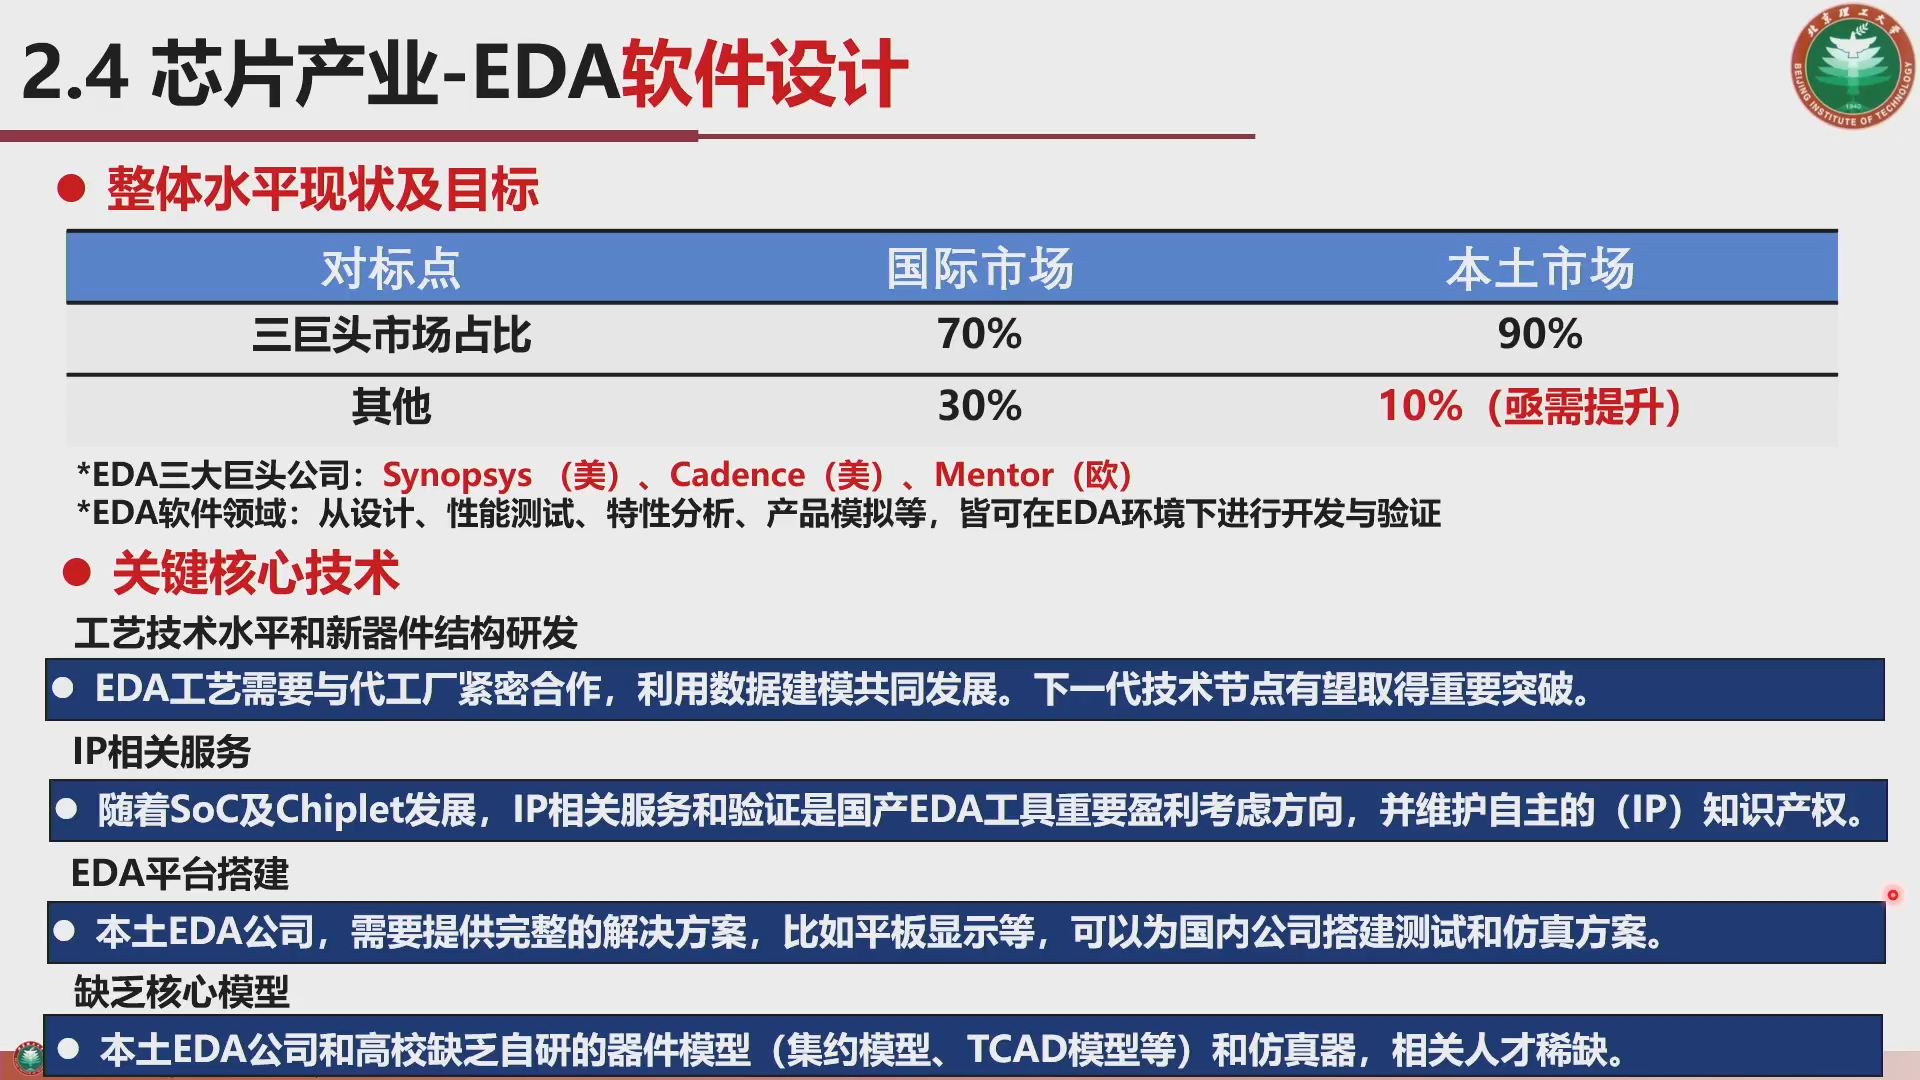 2.4 芯片产业-EDA软件设计
北京理工大学
BEIJING INSTITUTE OF TECHNOLOGY
1940
整体水平现状及目标
对标点 国际市场 本土市场
三巨头市场占比 70% 90%
其他 30% 10%（亟需提升）
*EDA三大巨头公司：Synopsys （美）、Cadence（美）、Mentor（欧）
*EDA软件领域：从设计、性能测试、特性分析、产品模拟等，皆可在EDA环境下进行开发与验证
关键核心技术
工艺技术水平和新器件结构研发
EDA工艺需要与代工厂紧密合作，利用数据建模共同发展。下一代技术节点有望取得重要突破。
IP相关服务
随着SoC及Chiplet发展，IP相关服务和验证是国产EDA工具重要盈利考虑方向，并维护自主的（IP）知识产权。
EDA平台搭建
本土EDA公司，需要提供完整的解决方案，比如平板显示等，可以为国内公司搭建测试和仿真方案。
缺乏核心模型
本土EDA公司和高校缺乏自研的器件模型（集约模型、TCAD模型等）和仿真器，相关人才稀缺。